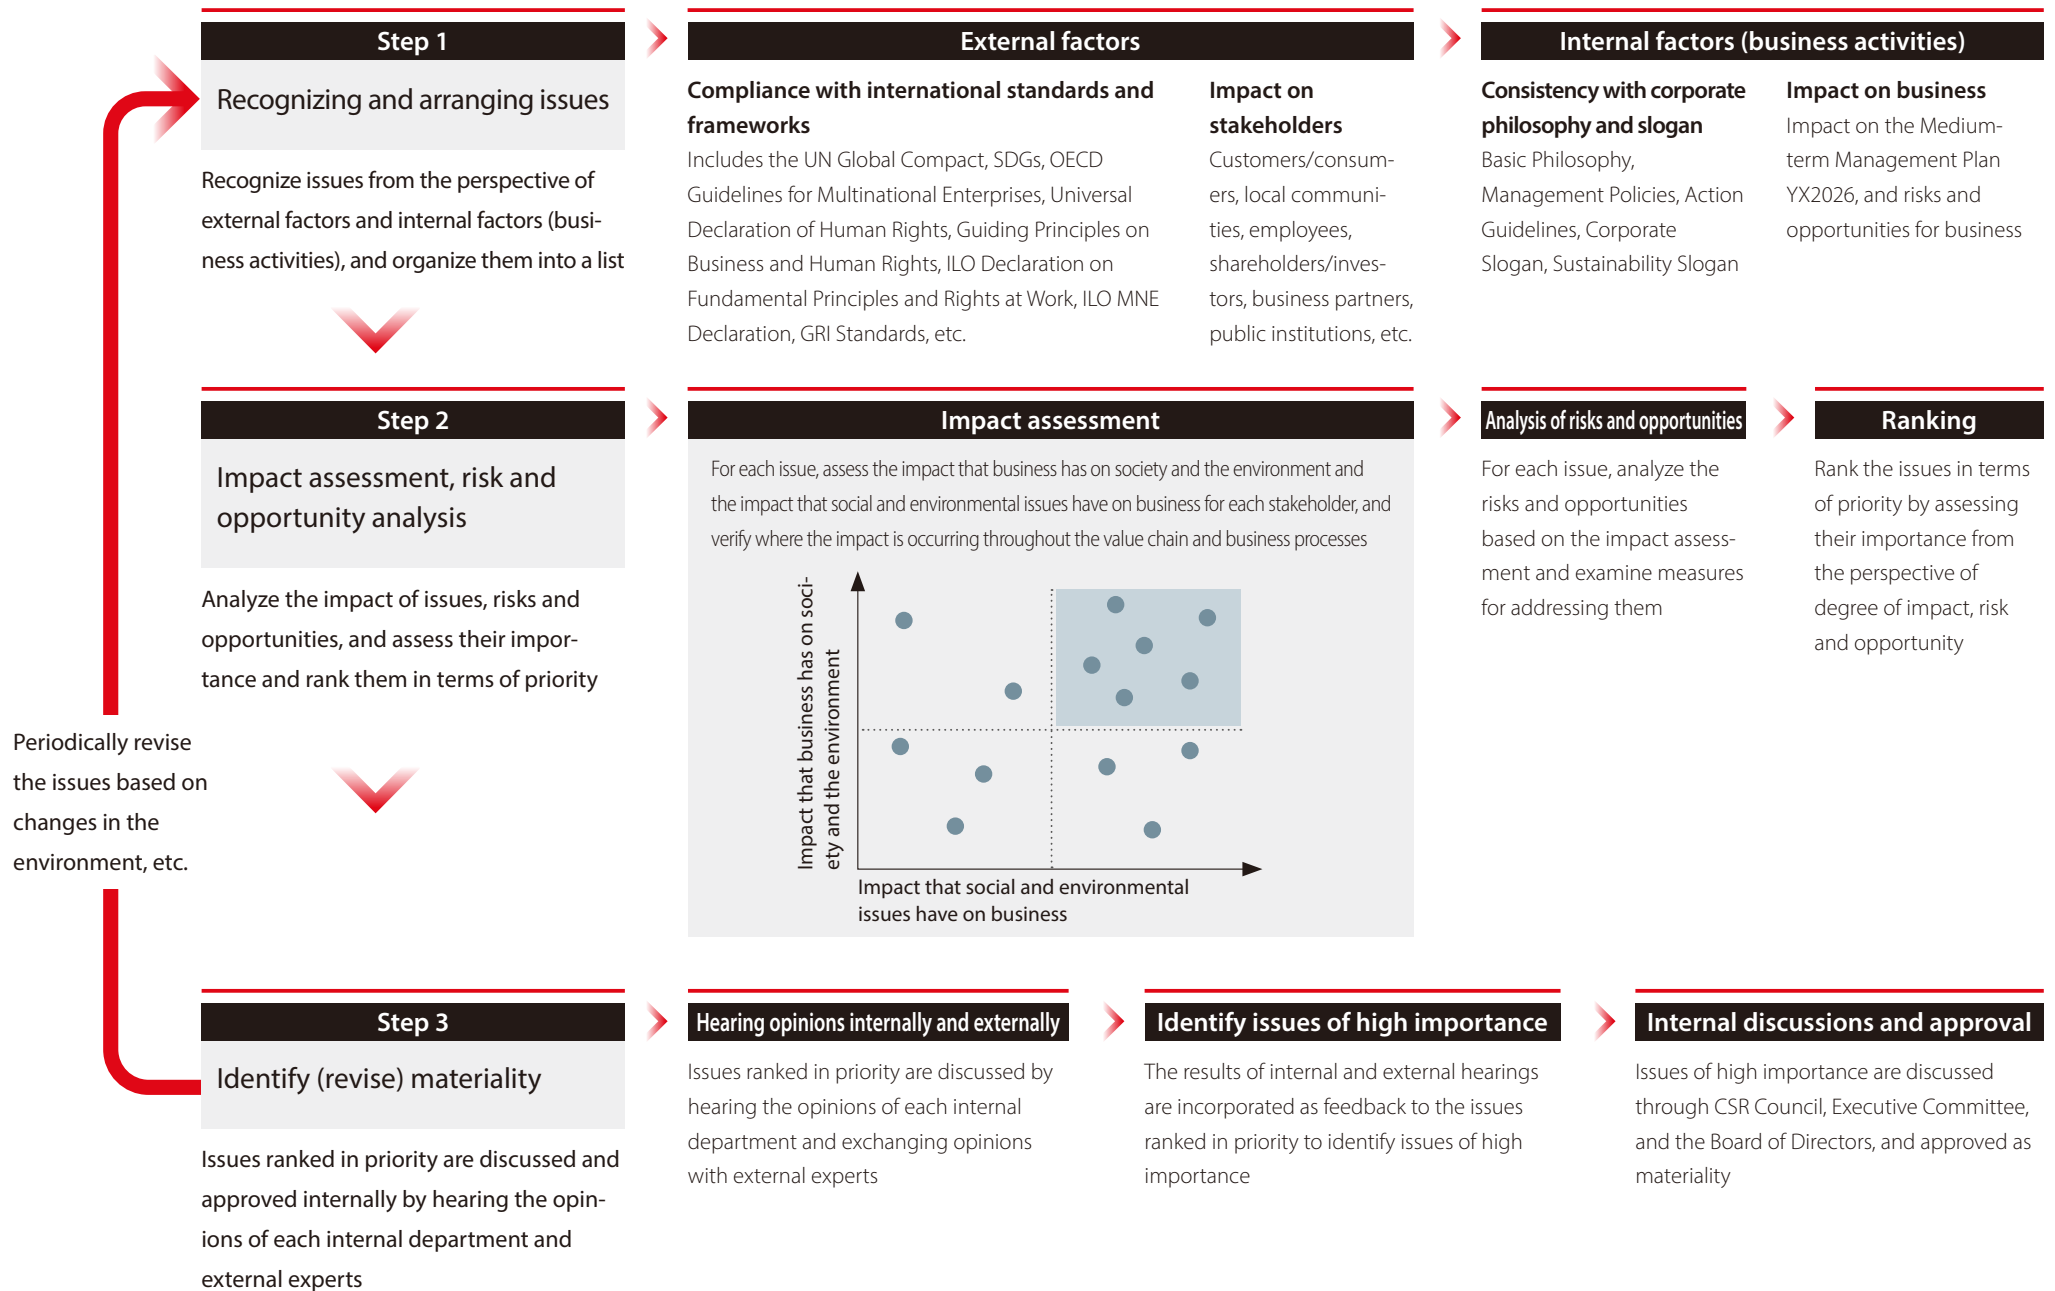 Step 1
Recognizing and arranging issues
Recognize issues from the perspective of
external factors and internal factors (busi-
ness activities), and organize them into a list
External factors
Compliance with international standards and
frameworks
Includes the UN Global Compact, SDGs, OECD
Guidelines for Multinational Enterprises, Universal
Declaration of Human Rights, Guiding Principles on
Business and Human Rights, ILO Declaration on
Fundamental Principles and Rights at Work, ILO MNE
Declaration, GRI Standards, etc.
Impact on
stakeholders
Customers/consum-
ers, local communi-
ties, employees,
shareholders/inves-
tors, business partners,
public institutions, etc.
Internal factors (business activities)
Consistency with corporate
philosophy and slogan
Basic Philosophy,
Management Policies, Action
Guidelines, Corporate
Slogan, Sustainability Slogan
Impact on business
Impact on the Medium-
term Management Plan
YX2026, and risks and
opportunities for business
Step 2
Impact assessment, risk and
opportunity analysis
Analyze the impact of issues, risks and
opportunities, and assess their impor-
tance and rank them in terms of priority
Impact assessment
For each issue, assess the impact that business has on society and the environment and
the impact that social and environmental issues have on business for each stakeholder, and
verify where the impact is occurring throughout the value chain and business processes
Impact that business has on soci-
ety and the environment
Impact that social and environmental
issues have on business
Analysis of risks and opportunities
For each issue, analyze the
risks and opportunities
based on the impact assess-
ment and examine measures
for addressing them
Ranking
Rank the issues in terms
of priority by assessing
their importance from
the perspective of
degree of impact, risk
and opportunity
Periodically revise
the issues based on
changes in the
environment, etc.
Step 3
Identify (revise) materiality
Issues ranked in priority are discussed and
approved internally by hearing the opin-
ions of each internal department and
external experts
Hearing opinions internally and externally
Issues ranked in priority are discussed by
hearing the opinions of each internal
department and exchanging opinions
with external experts
Identify issues of high importance
The results of internal and external hearings
are incorporated as feedback to the issues
ranked in priority to identify issues of high
importance
Internal discussions and approval
Issues of high importance are discussed
through CSR Council, Executive Committee,
and the Board of Directors, and approved as
materiality